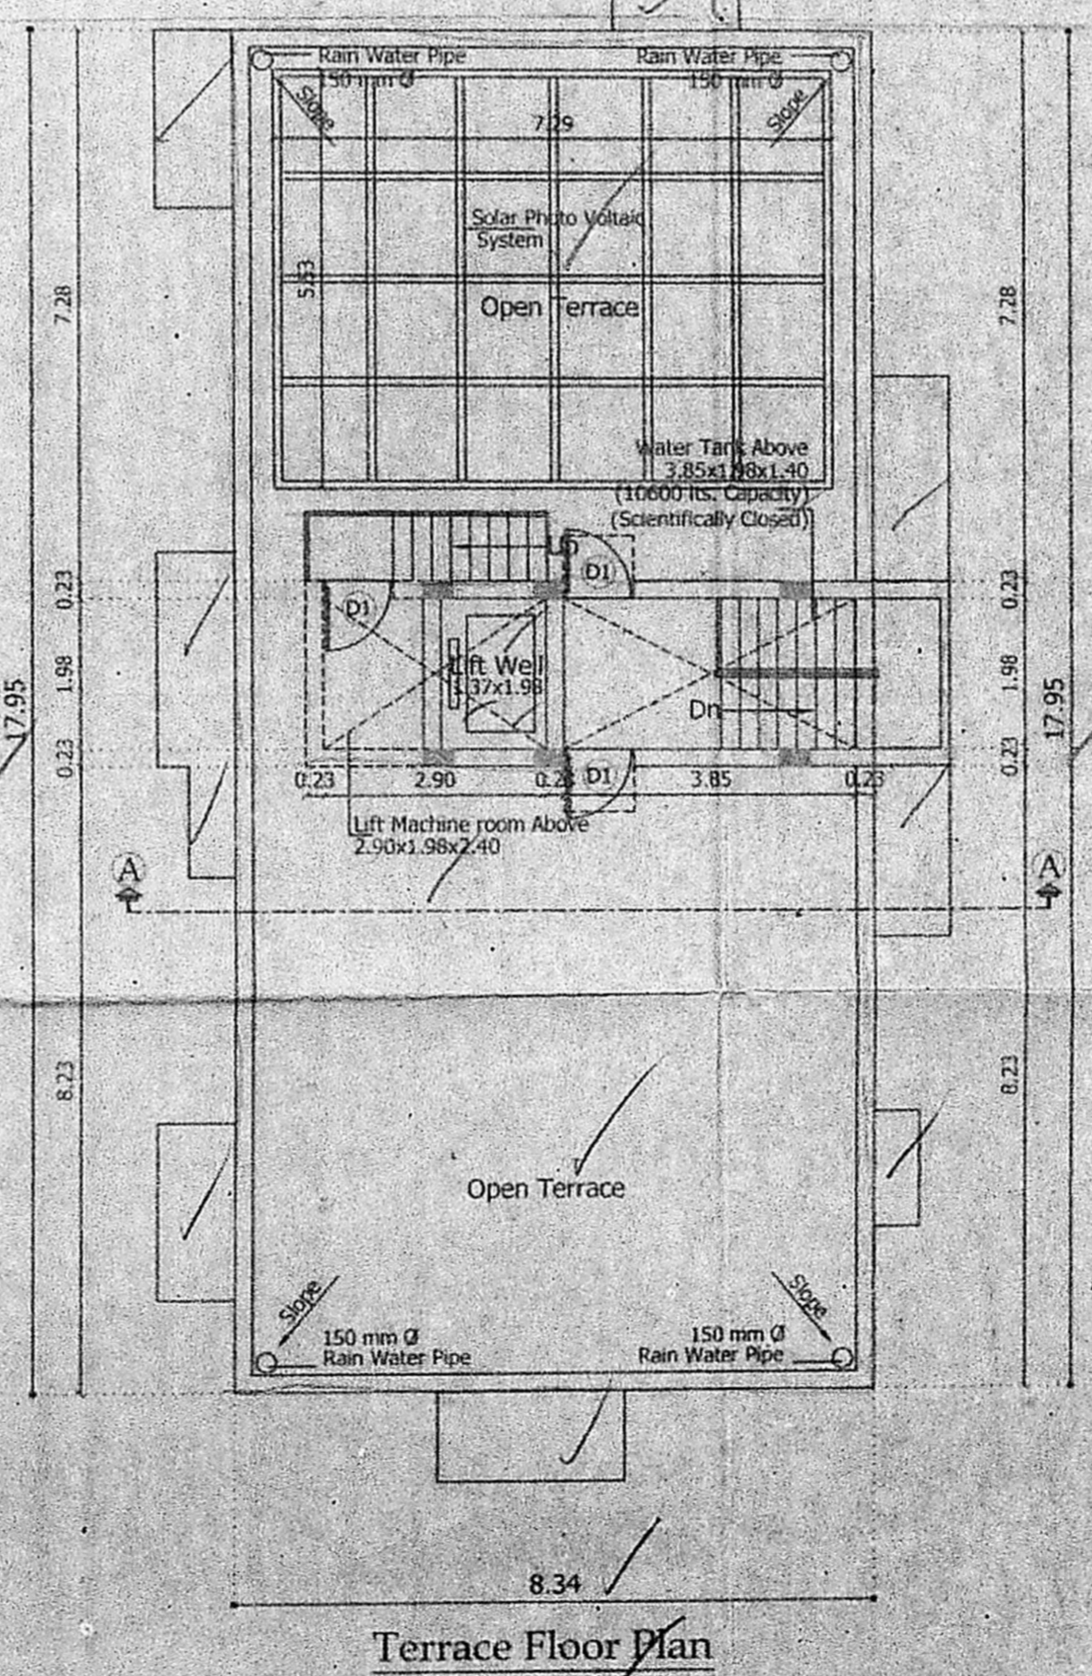 Rain Water Pipe
150 mm Ø
Rain Water Pipe
150 mm Ø
Slope
Slope
7.29
Solar Photo Voltaic
System
5.53
Open Terrace
7.28
7.28
Water Tank Above
3.85x1.98x1.40
(10600 lts. Capacity)
(Scientifically Closed)
Up
D1
D1
0.23
0.23
Lift Well
1.37x1.98
1.98
1.98
17.95
17.95
Dn
0.23
0.23
0.23
2.90
0.23
D1
3.85
0.23
Lift Machine room Above
2.90x1.98x2.40
A
A
8.23
8.23
Open Terrace
Slope
Slope
150 mm Ø
Rain Water Pipe
150 mm Ø
Rain Water Pipe
8.34
Terrace Floor Plan